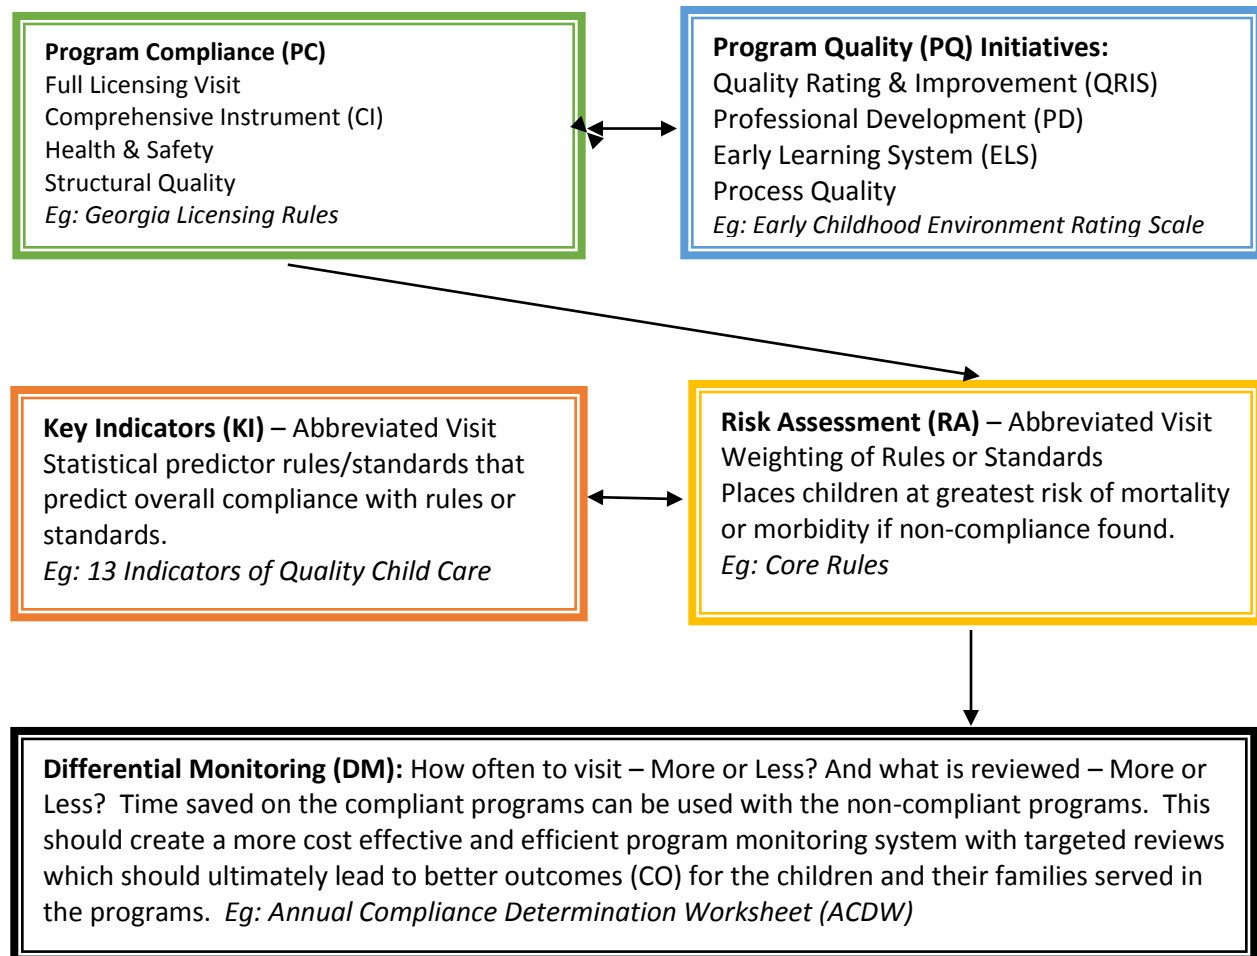 Program Compliance (PC)
Full Licensing Visit
Comprehensive Instrument (CI)
Health & Safety
Structural Quality
Eg: Georgia Licensing Rules
Program Quality (PQ) Initiatives:
Quality Rating & Improvement (QRIS)
Professional Development (PD)
Early Learning System (ELS)
Process Quality
Eg: Early Childhood Environment Rating Scale
Key Indicators (KI) – Abbreviated Visit
Statistical predictor rules/standards that
predict overall compliance with rules or
standards.
Eg: 13 Indicators of Quality Child Care
Risk Assessment (RA) – Abbreviated Visit
Weighting of Rules or Standards
Places children at greatest risk of mortality
or morbidity if non-compliance found.
Eg: Core Rules
Differential Monitoring (DM): How often to visit – More or Less? And what is reviewed – More or
Less? Time saved on the compliant programs can be used with the non-compliant programs. This
should create a more cost effective and efficient program monitoring system with targeted reviews
which should ultimately lead to better outcomes (CO) for the children and their families served in
the programs. Eg: Annual Compliance Determination Worksheet (ACDW)